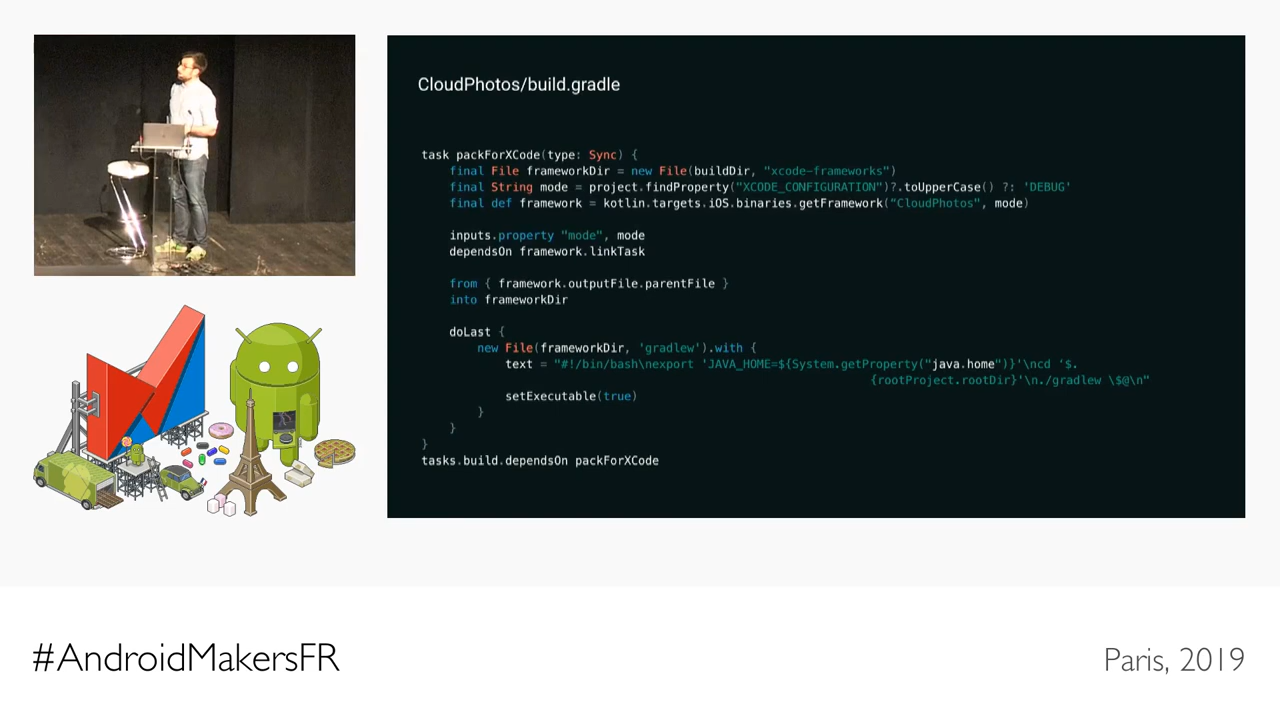 CloudPhotos/build.gradle
task packForXCode(type: Sync) {
final File frameworkDir = new File(buildDir, "xcode-frameworks")
final String mode = project.findProperty("XCODE_CONFIGURATION")?.toUpperCase() ?: 'DEBUG'
final def framework = kotlin.targets.iOS.binaries.getFramework("CloudPhotos", mode)
inputs.property "mode", mode
dependsOn framework.linkTask
from { framework.outputFile.parentFile }
into frameworkDir
doLast {
new File(frameworkDir, 'gradlew').with {
text = "#!/bin/bash\nexport 'JAVA_HOME=${System.getProperty("java.home")}'\ncd '$.
{rootProject.rootDir}'\n./gradlew \$@\n"
setExecutable(true)
}
}
}
tasks.build.dependsOn packForXCode
#AndroidMakersFR
Paris, 2019